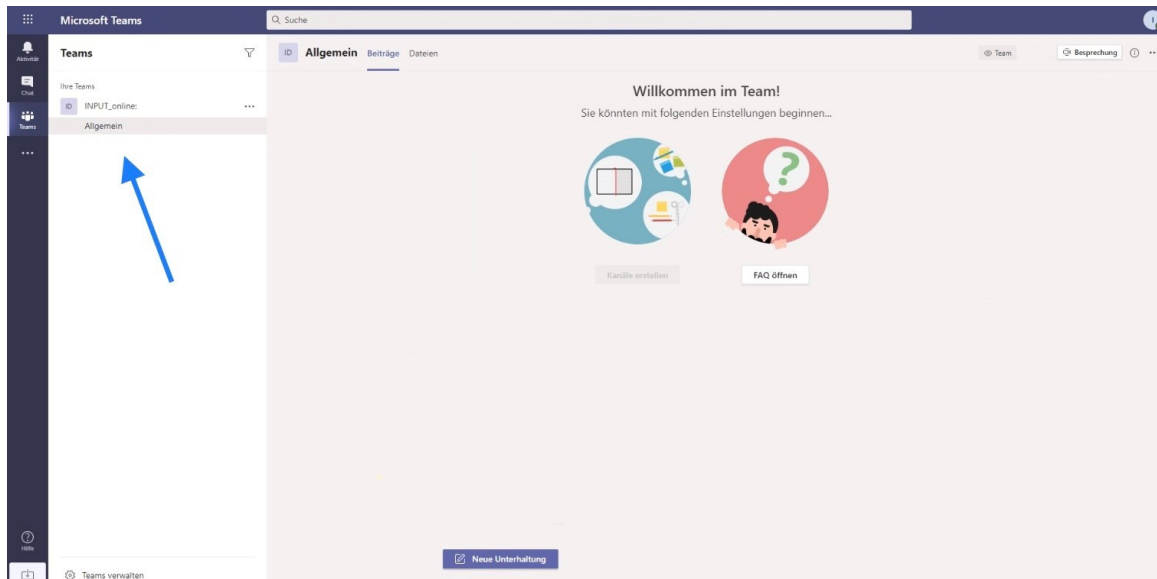 Microsoft Teams
Suche
Aktivität
Chat
Teams
Hilfe
Teams
Ihre Teams
ID INPUT_online:
Allgemein
Teams verwalten
ID Allgemein Beiträge Dateien
Team
Besprechung
Willkommen im Team!
Sie könnten mit folgenden Einstellungen beginnen...
Kanäle erstellen
FAQ öffnen
Neue Unterhaltung